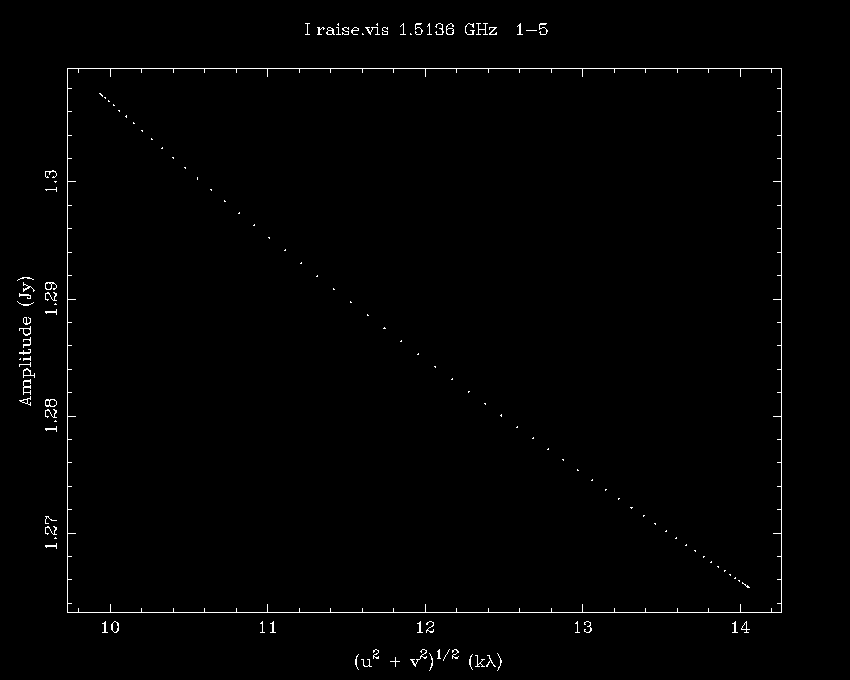 I raise.vis 1.5136 GHz 1−5
1.3
1.29
1.28
1.27
Amplitude (Jy)
10 11 12 13 14
(u² + v²)¹/² (kλ)